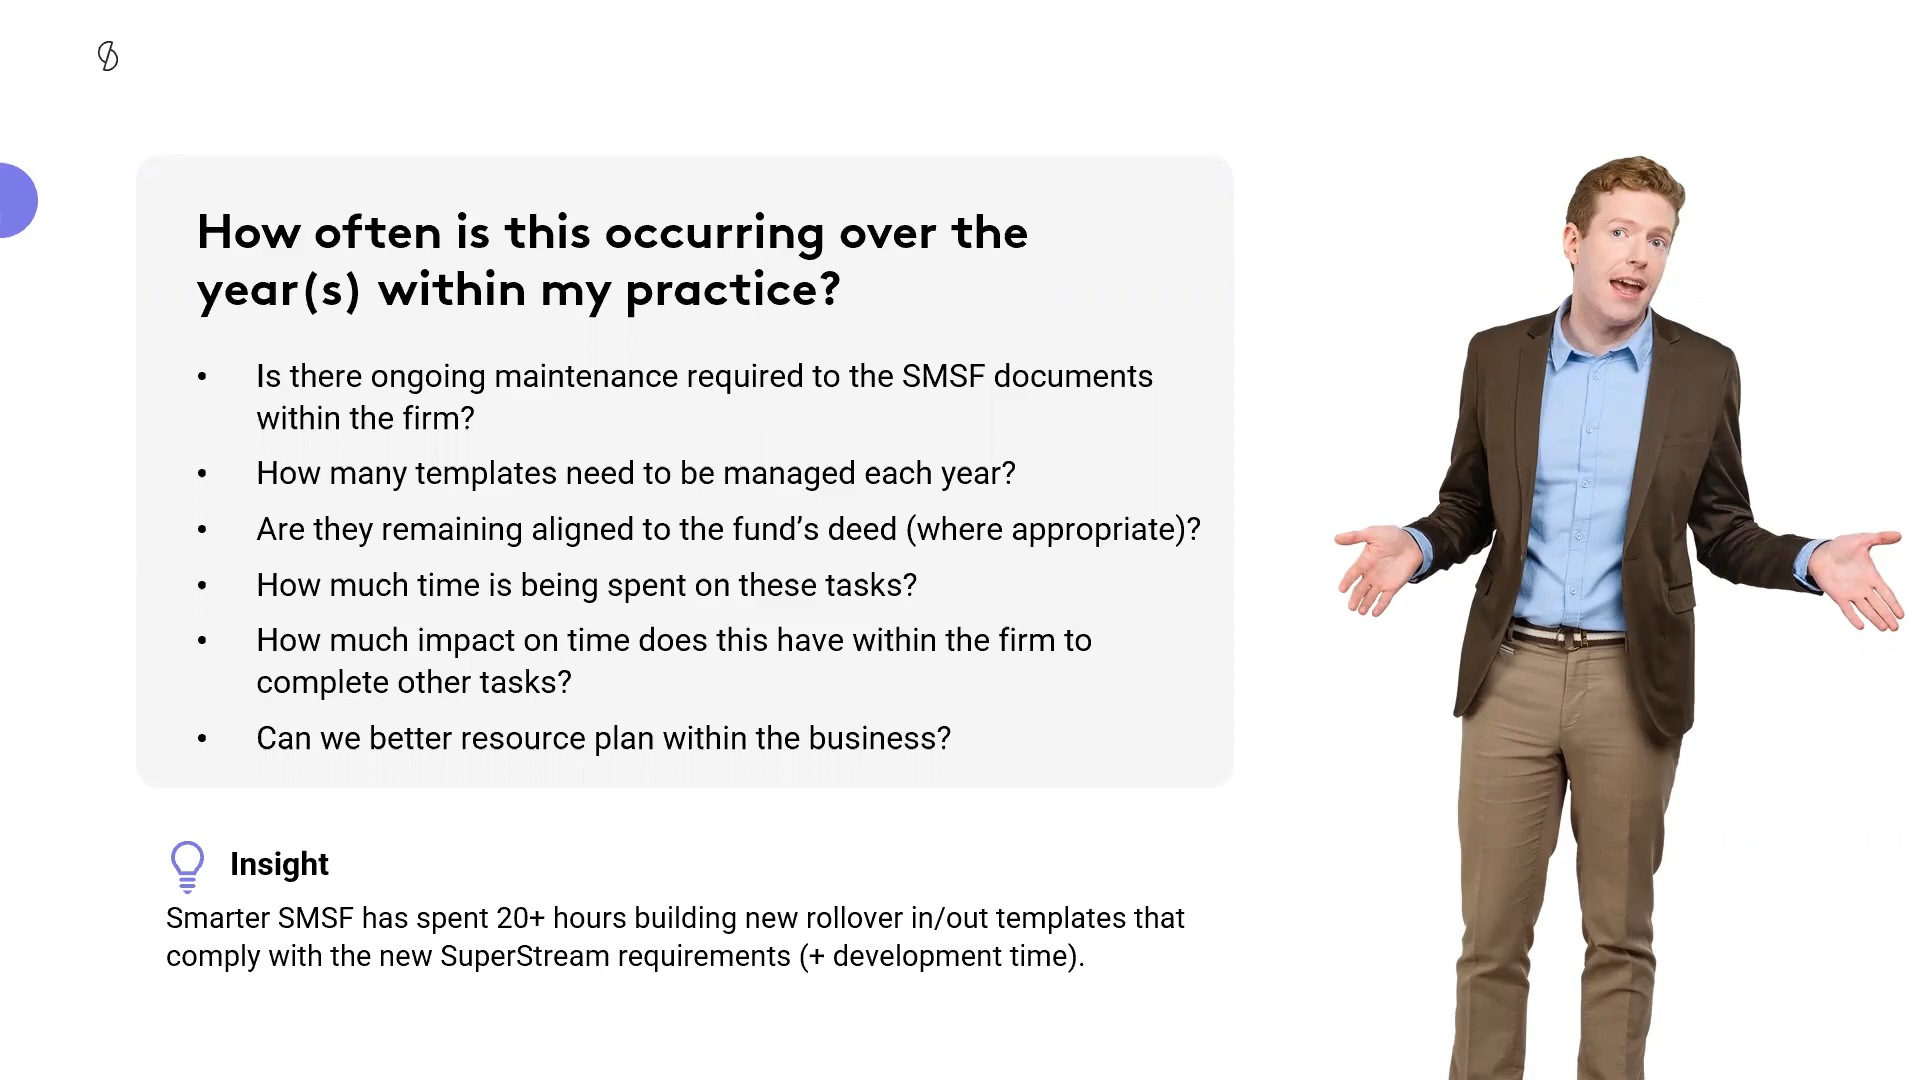 How often is this occurring over the
year(s) within my practice?
• Is there ongoing maintenance required to the SMSF documents
within the firm?
• How many templates need to be managed each year?
• Are they remaining aligned to the fund’s deed (where appropriate)?
• How much time is being spent on these tasks?
• How much impact on time does this have within the firm to
complete other tasks?
• Can we better resource plan within the business?
Insight
Smarter SMSF has spent 20+ hours building new rollover in/out templates that
comply with the new SuperStream requirements (+ development time).